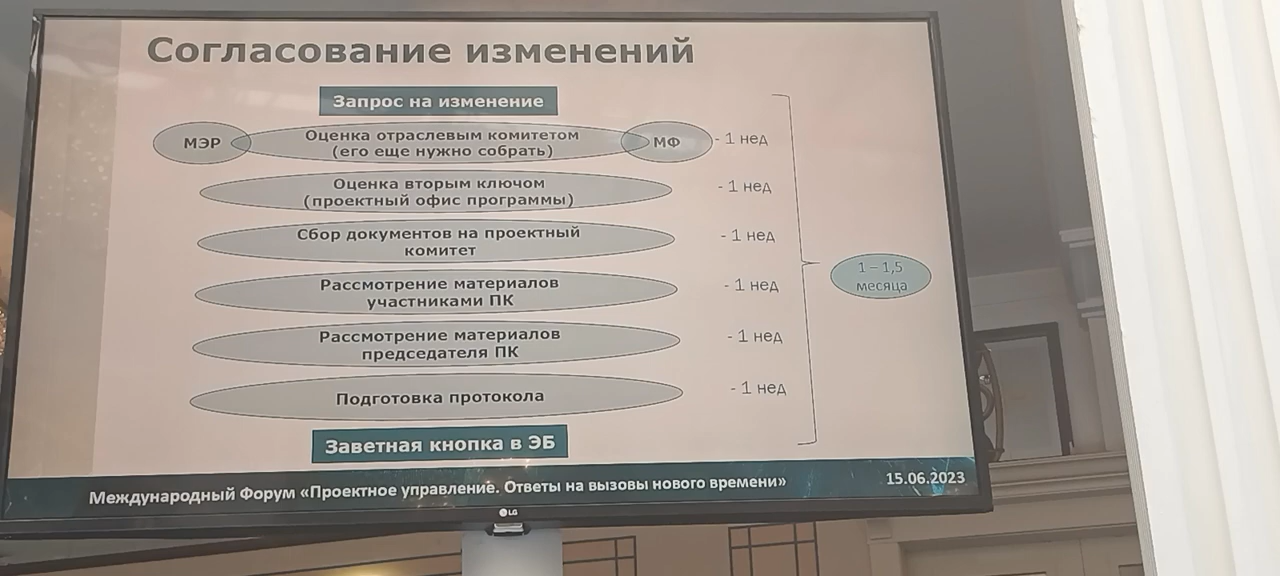 Согласование изменений
Запрос на изменение
МЭР
Оценка отраслевым комитетом
(его еще нужно собрать)
МФ
- 1 нед
Оценка вторым ключом
(проектный офис программы)
- 1 нед
Сбор документов на проектный
комитет
- 1 нед
Рассмотрение материалов
участниками ПК
- 1 нед
Рассмотрение материалов
председателя ПК
- 1 нед
Подготовка протокола
- 1 нед
1 – 1,5
месяца
Заветная кнопка в ЭБ
Международный Форум «Проектное управление. Ответы на вызовы нового времени»
15.06.2023
LG